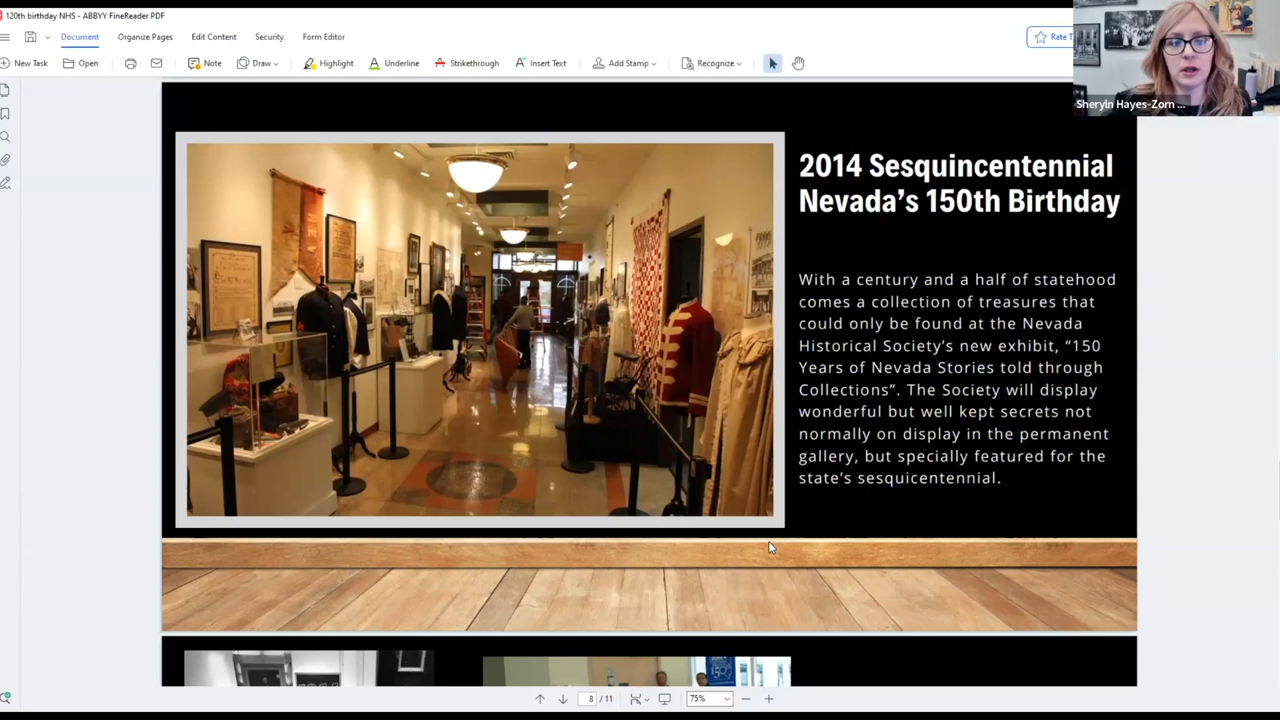 120th birthday NHS - ABBYY FineReader PDF
Document Organize Pages Edit Content Security Form Editor
Rate T
New Task Open Note Draw Highlight Underline Strikethrough Insert Text Add Stamp Recognize
Sheryln Hayes-Zorn ...
2014 Sesquincentennial
Nevada's 150th Birthday
With a century and a half of statehood
comes a collection of treasures that
could only be found at the Nevada
Historical Society's new exhibit, "150
Years of Nevada Stories told through
Collections". The Society will display
wonderful but well kept secrets not
normally on display in the permanent
gallery, but specially featured for the
state's sesquicentennial.
8 / 11 75%